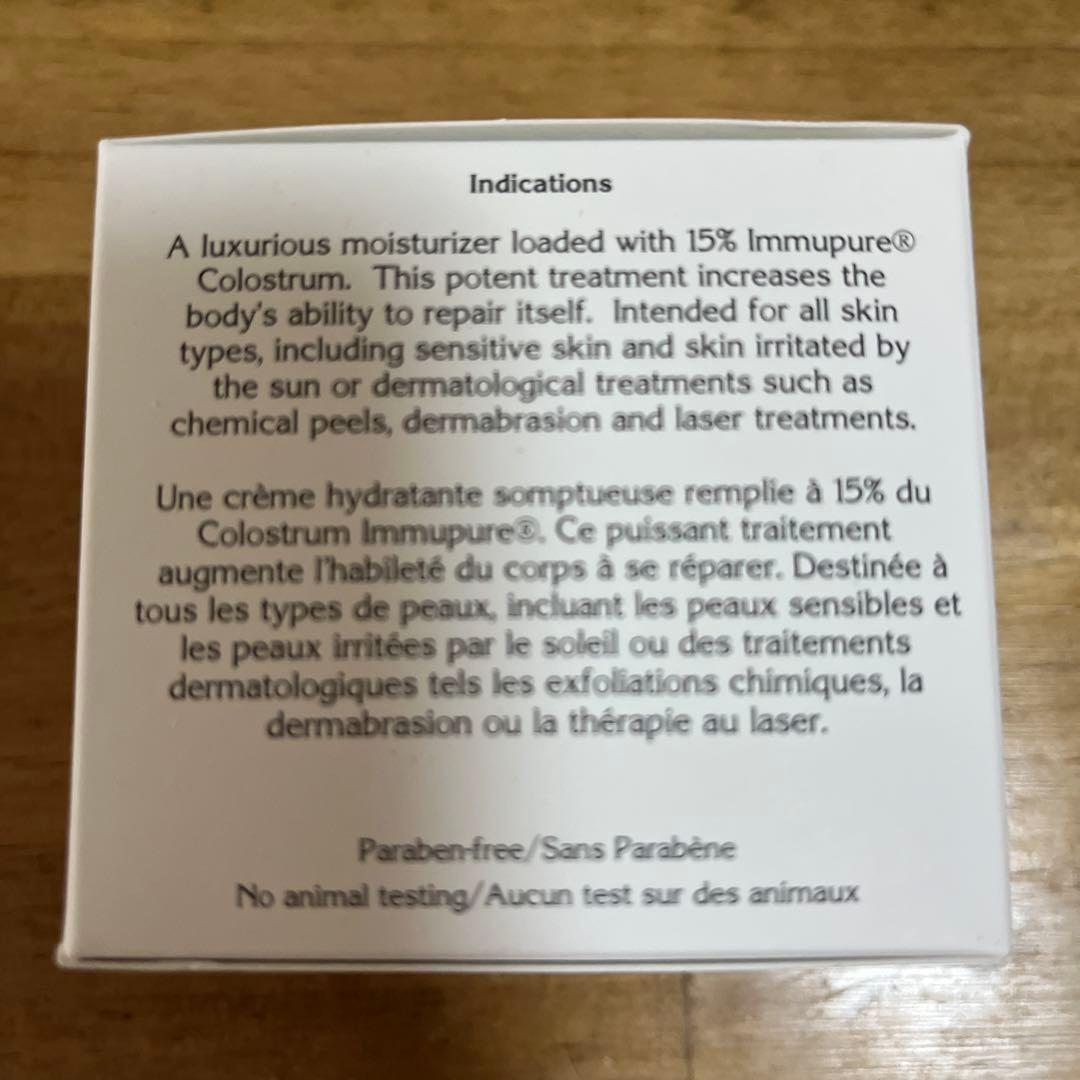 Indications
A luxurious moisturizer loaded with 15% Immupure®
Colostrum. This potent treatment increases the
body's ability to repair itself. Intended for all skin
types, including sensitive skin and skin irritated by
the sun or dermatological treatments such as
chemical peels, dermabrasion and laser treatments.
Une crème hydratante somptueuse remplie à 15% du
Colostrum Immupure®. Ce puissant traitement
augmente l'habileté du corps à se réparer. Destinée à
tous les types de peaux, incluant les peaux sensibles et
les peaux irritées par le soleil ou des traitements
dermatologiques tels les exfoliations chimiques, la
dermabrasion ou la thérapie au laser.
Paraben-free/Sans Parabène
No animal testing/Aucun test sur des animaux